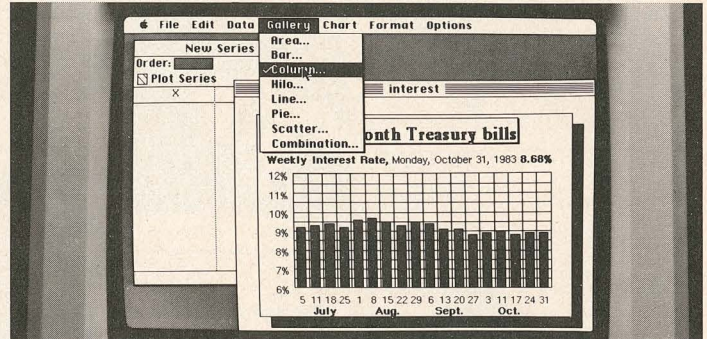 File Edit Data Gallery Chart Format Options
New Series
Order:
Plot Series
X
Area...
Bar...
Column...
Hilo...
Line...
Pie...
Scatter...
Combination...
interest
onth Treasury bills
Weekly Interest Rate, Monday, October 31, 1983 8.68%
12%
11%
10%
9%
8%
7%
6%
5 11 18 25 1 8 15 22 29 6 13 20 27 3 11 17 24 31
July Aug. Sept. Oct.